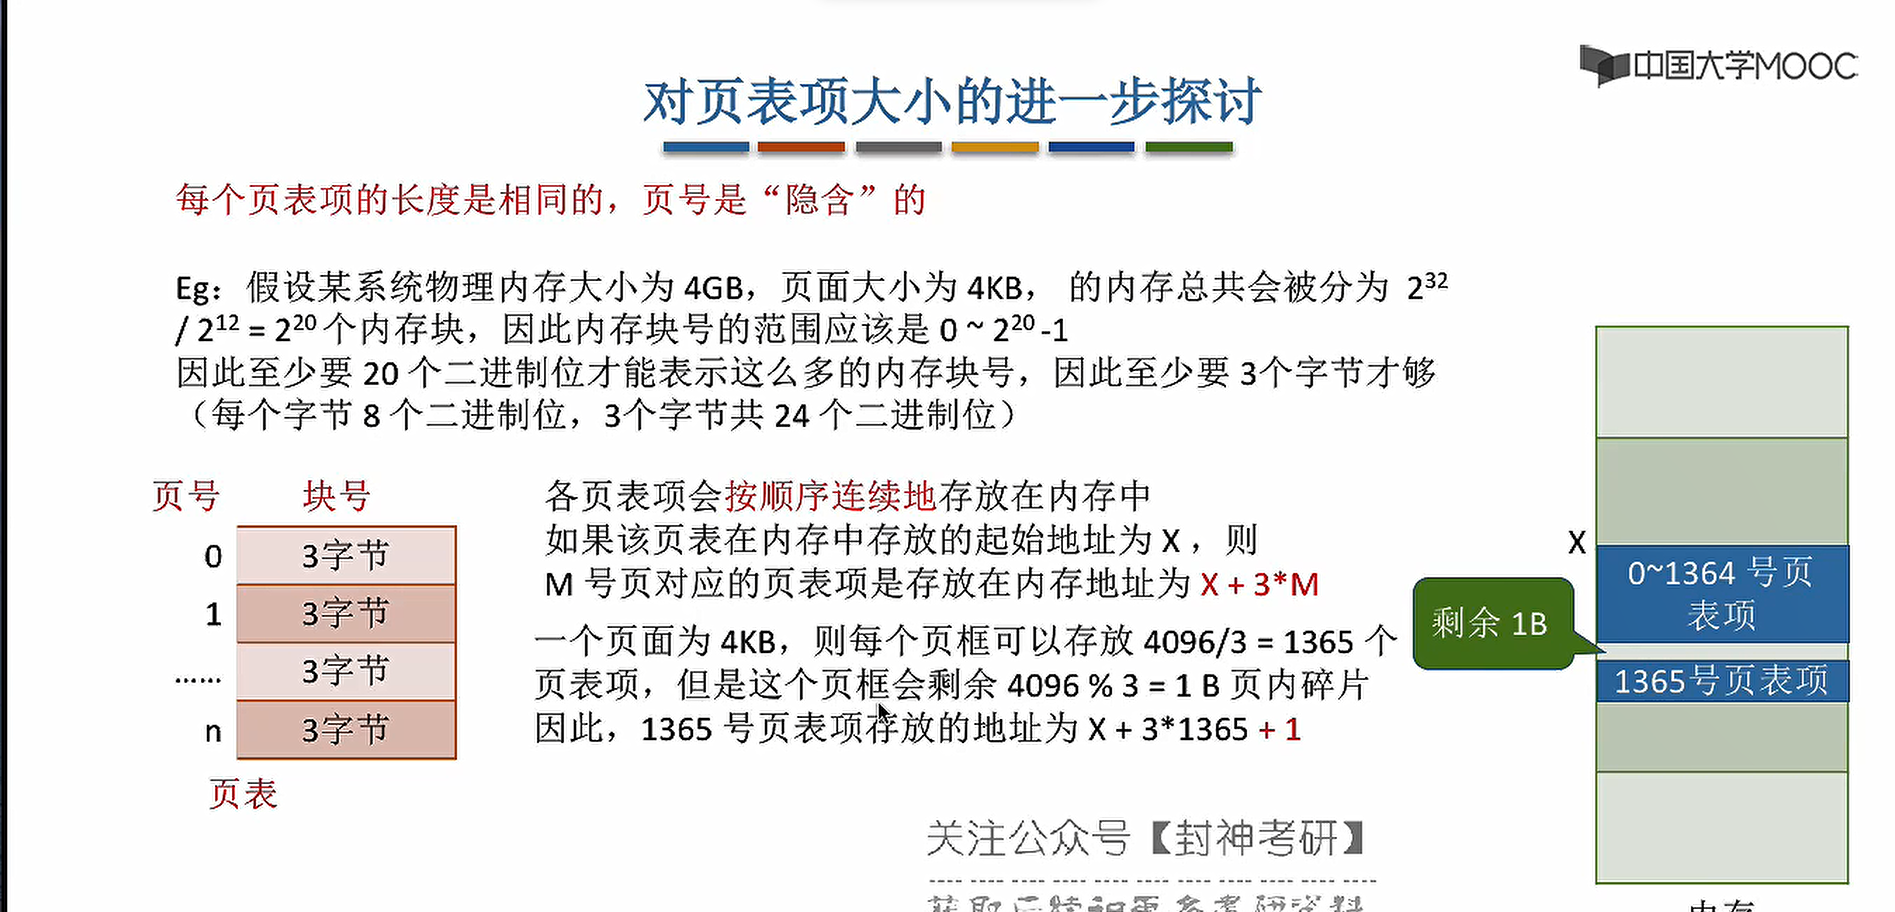 中国大学MOOC
对页表项大小的进一步探讨
每个页表项的长度是相同的，页号是“隐含”的
Eg：假设某系统物理内存大小为 4GB，页面大小为 4KB， 的内存总共会被分为 2³²
/ 2¹² = 2²⁰ 个内存块，因此内存块号的范围应该是 0 ~ 2²⁰ -1
因此至少要 20 个二进制位才能表示这么多的内存块号，因此至少要 3个字节才够
（每个字节 8 个二进制位，3个字节共 24 个二进制位）
页号 块号
0 3字节
1 3字节
…… 3字节
n 3字节
页表
各页表项会按顺序连续地存放在内存中
如果该页表在内存中存放的起始地址为 X ，则
M 号页对应的页表项是存放在内存地址为 X + 3*M
一个页面为 4KB，则每个页框可以存放 4096/3 = 1365 个
页表项，但是这个页框会剩余 4096 % 3 = 1 B 页内碎片
因此，1365 号页表项存放的地址为 X + 3*1365 + 1
X
0~1364 号页
表项
剩余 1B
1365号页表项
关注公众号【封神考研】